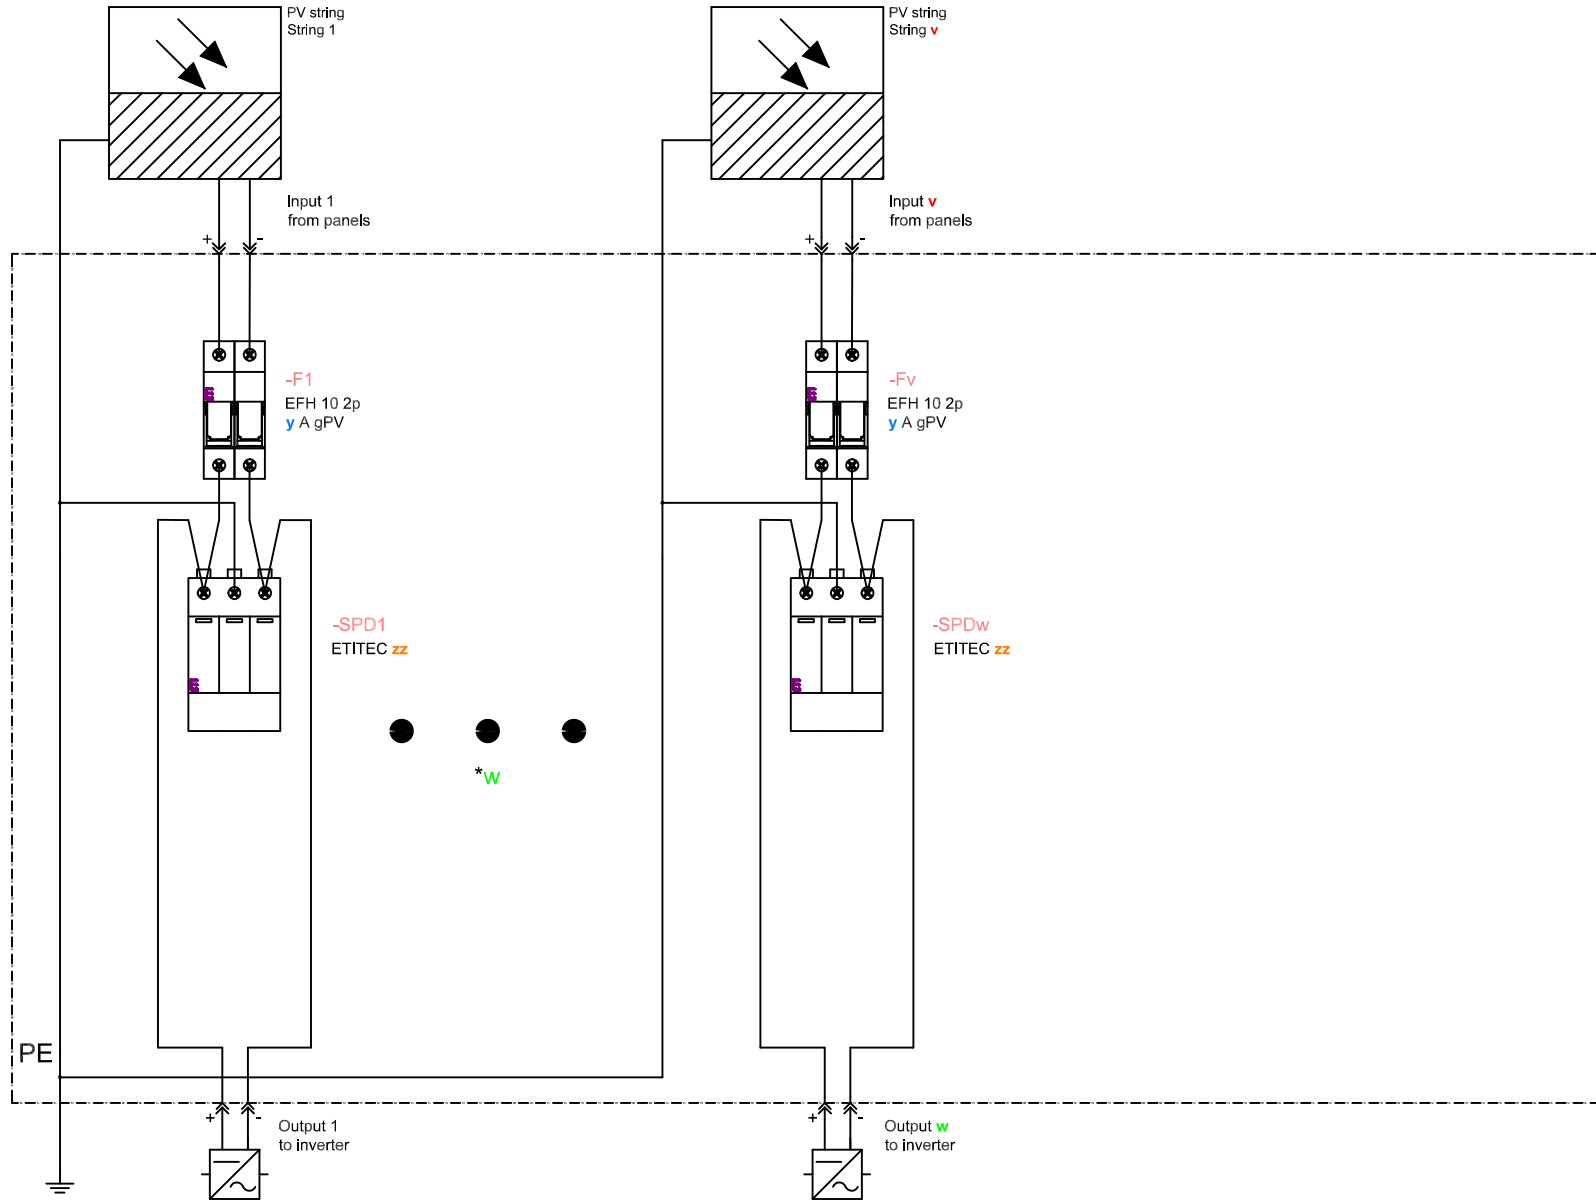 PV string
String 1
PV string
String v
Input 1
from panels
Input v
from panels
+ -
+ -
E
-F1
EFH 10 2p
y A gPV
E
-Fv
EFH 10 2p
y A gPV
-SPD1
ETITEC zz
E
-SPDw
ETITEC zz
E
*w
PE
+ -
Output 1
to inverter
+ -
Output w
to inverter